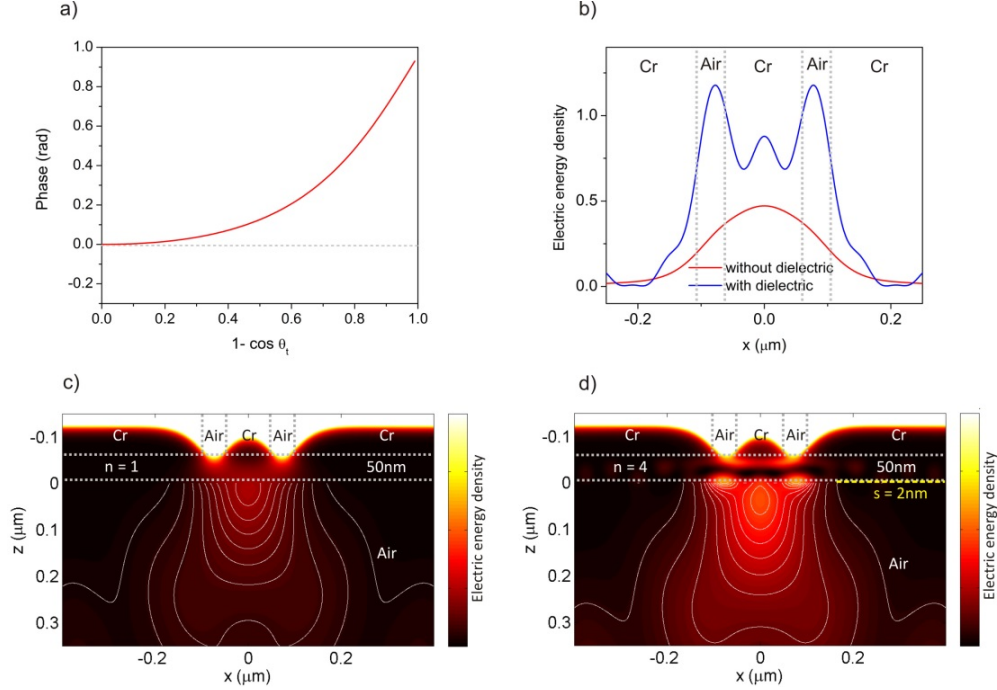 a)
Phase (rad)
1.0
0.8
0.6
0.4
0.2
0.0
-0.2
0.0 0.2 0.4 0.6 0.8 1.0
1- cos θt
b)
Electric energy density
1.0
0.5
0.0
Cr Air Cr Air Cr
without dielectric
with dielectric
-0.2 0.0 0.2
x (µm)
c)
z (µm)
-0.1
0
0.1
0.2
0.3
Cr Air Cr Air Cr
n = 1 50nm
Air
-0.2 0 0.2
x (µm)
Electric energy density
d)
z (µm)
-0.1
0
0.1
0.2
0.3
Cr Air Cr Air Cr
n = 4 50nm
s = 2nm
Air
-0.2 0 0.2
x (µm)
Electric energy density